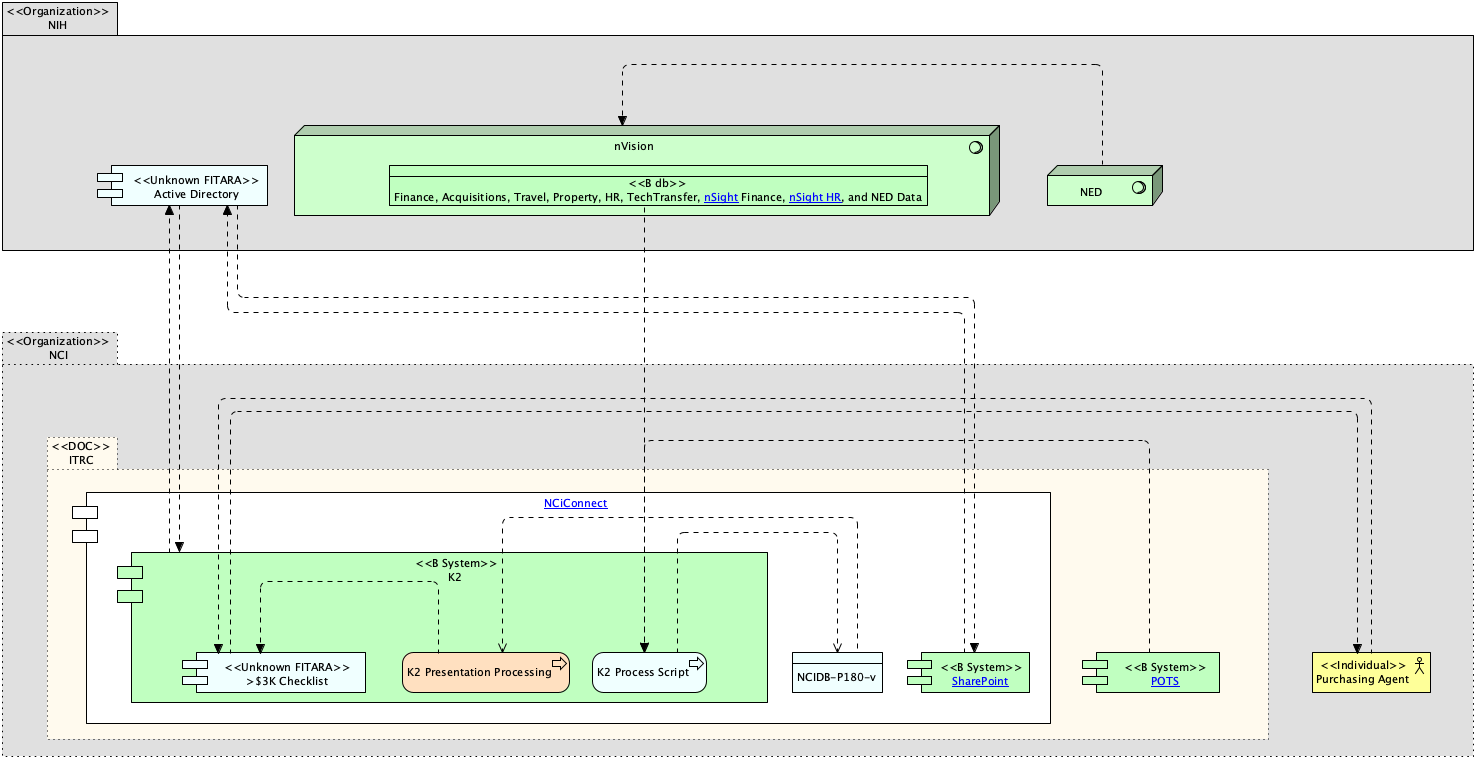 <<Organization>>
NIH
nVision
<<B db>>
Finance, Acquisitions, Travel, Property, HR, TechTransfer, nSight Finance, nSight HR, and NED Data
<<Unknown FITARA>>
Active Directory
NED
<<Organization>>
NCI
<<DOC>>
ITRC
NCiConnect
<<B System>>
K2
<<Unknown FITARA>>
>$3K Checklist
K2 Presentation Processing
K2 Process Script
NCIDB-P180-v
<<B System>>
SharePoint
<<B System>>
POTS
<<Individual>>
Purchasing Agent